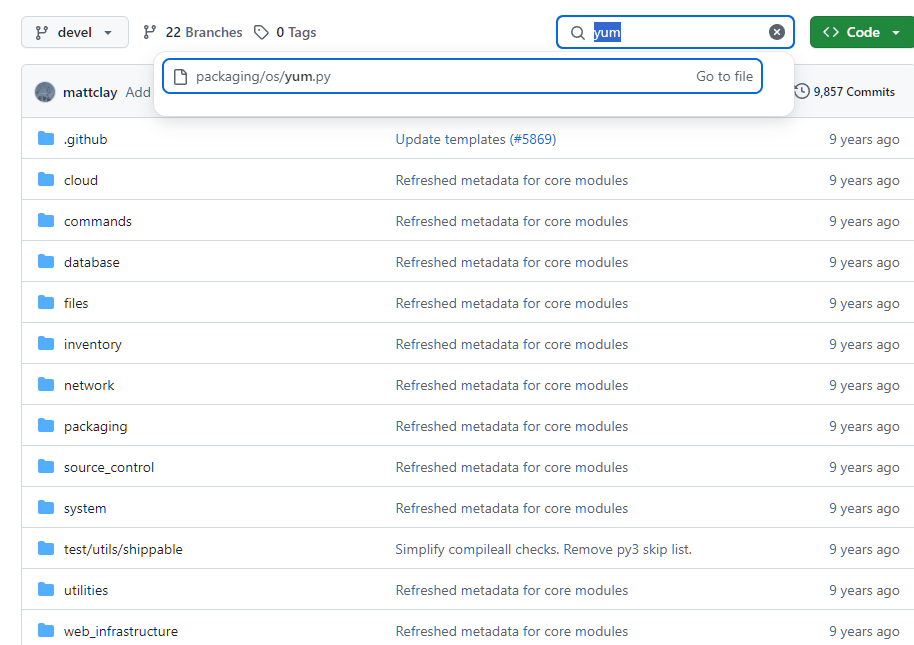 devel 22 Branches 0 Tags yum Code
packaging/os/yum.py Go to file
mattclay Add 9,857 Commits
.github Update templates (#5869) 9 years ago
cloud Refreshed metadata for core modules 9 years ago
commands Refreshed metadata for core modules 9 years ago
database Refreshed metadata for core modules 9 years ago
files Refreshed metadata for core modules 9 years ago
inventory Refreshed metadata for core modules 9 years ago
network Refreshed metadata for core modules 9 years ago
packaging Refreshed metadata for core modules 9 years ago
source_control Refreshed metadata for core modules 9 years ago
system Refreshed metadata for core modules 9 years ago
test/utils/shippable Simplify compileall checks. Remove py3 skip list. 9 years ago
utilities Refreshed metadata for core modules 9 years ago
web_infrastructure Refreshed metadata for core modules 9 years ago